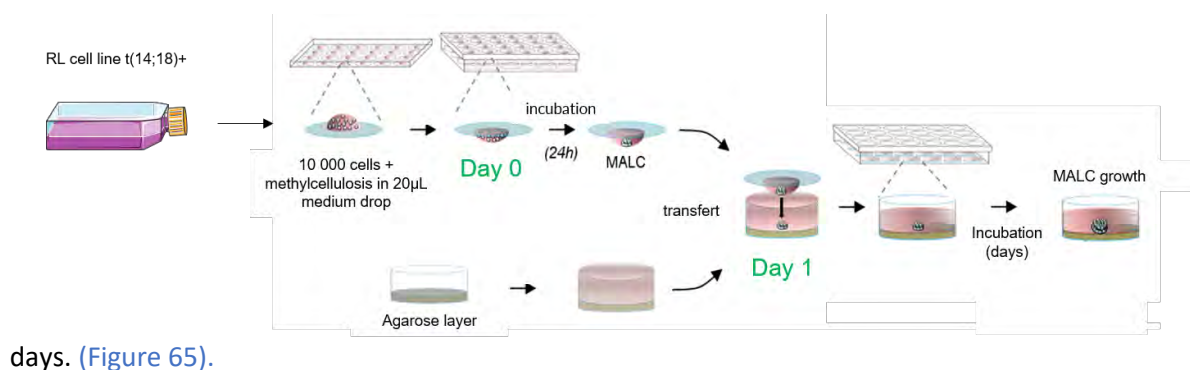 RL cell line t(14;18)+
10 000 cells +
methylcellulosis in 20µL
medium drop
Day 0
incubation
(24h)
MALC
transfert
Agarose layer
Day 1
Incubation
(days)
MALC growth
days. (Figure 65).